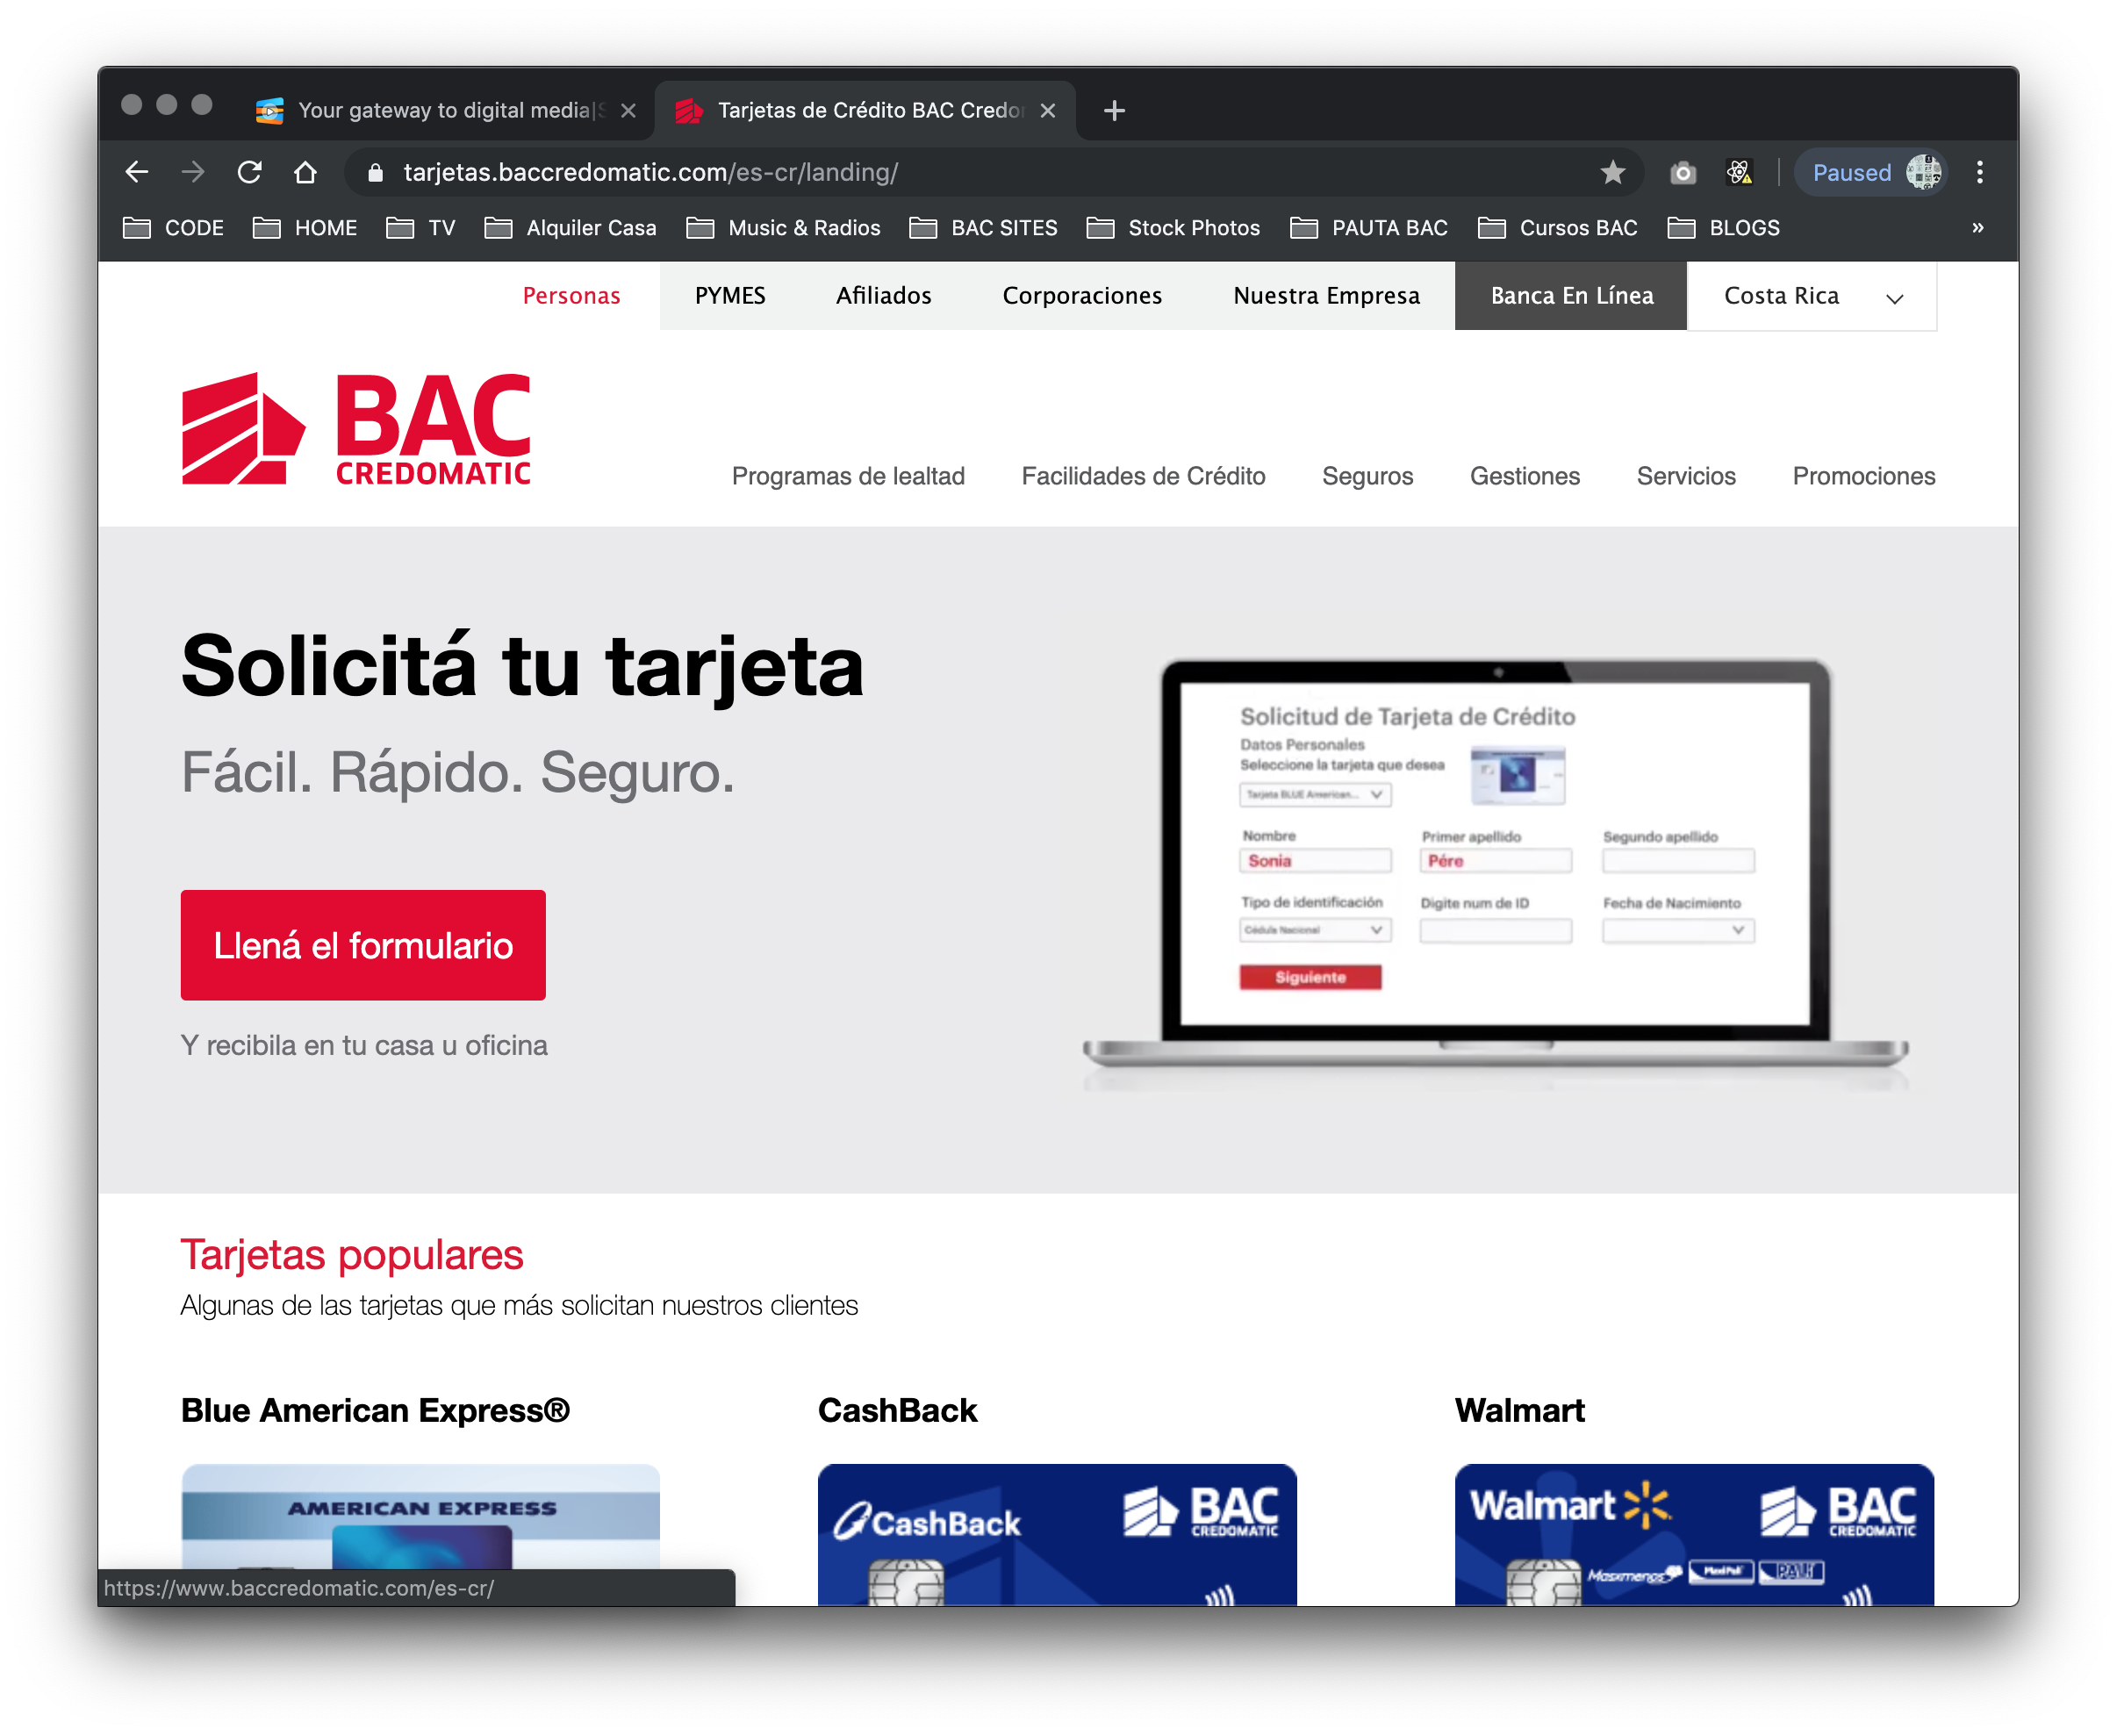 Your gateway to digital media|S
Tarjetas de Crédito BAC Credo
tarjetas.baccredomatic.com/es-cr/landing/
Paused
CODE HOME TV Alquiler Casa Music & Radios BAC SITES Stock Photos PAUTA BAC Cursos BAC BLOGS »
Personas PYMES Afiliados Corporaciones Nuestra Empresa Banca En Línea Costa Rica
BAC
CREDOMATIC
Programas de lealtad Facilidades de Crédito Seguros Gestiones Servicios Promociones
Solicitá tu tarjeta
Fácil. Rápido. Seguro.
Llená el formulario
Y recibila en tu casa u oficina
Solicitud de Tarjeta de Crédito
Datos Personales
Seleccione la tarjeta que desea
Tarjeta BLUE American...
Nombre Primer apellido Segundo apellido
Sonia Pére
Tipo de identificación Digite num de ID Fecha de Nacimiento
Cédula Nacional
Siguiente
Tarjetas populares
Algunas de las tarjetas que más solicitan nuestros clientes
Blue American Express® CashBack Walmart
AMERICAN EXPRESS
CashBack BAC
CREDOMATIC
Walmart BAC
CREDOMATIC
Masxmenos MaxiPalí PALÍ
https://www.baccredomatic.com/es-cr/